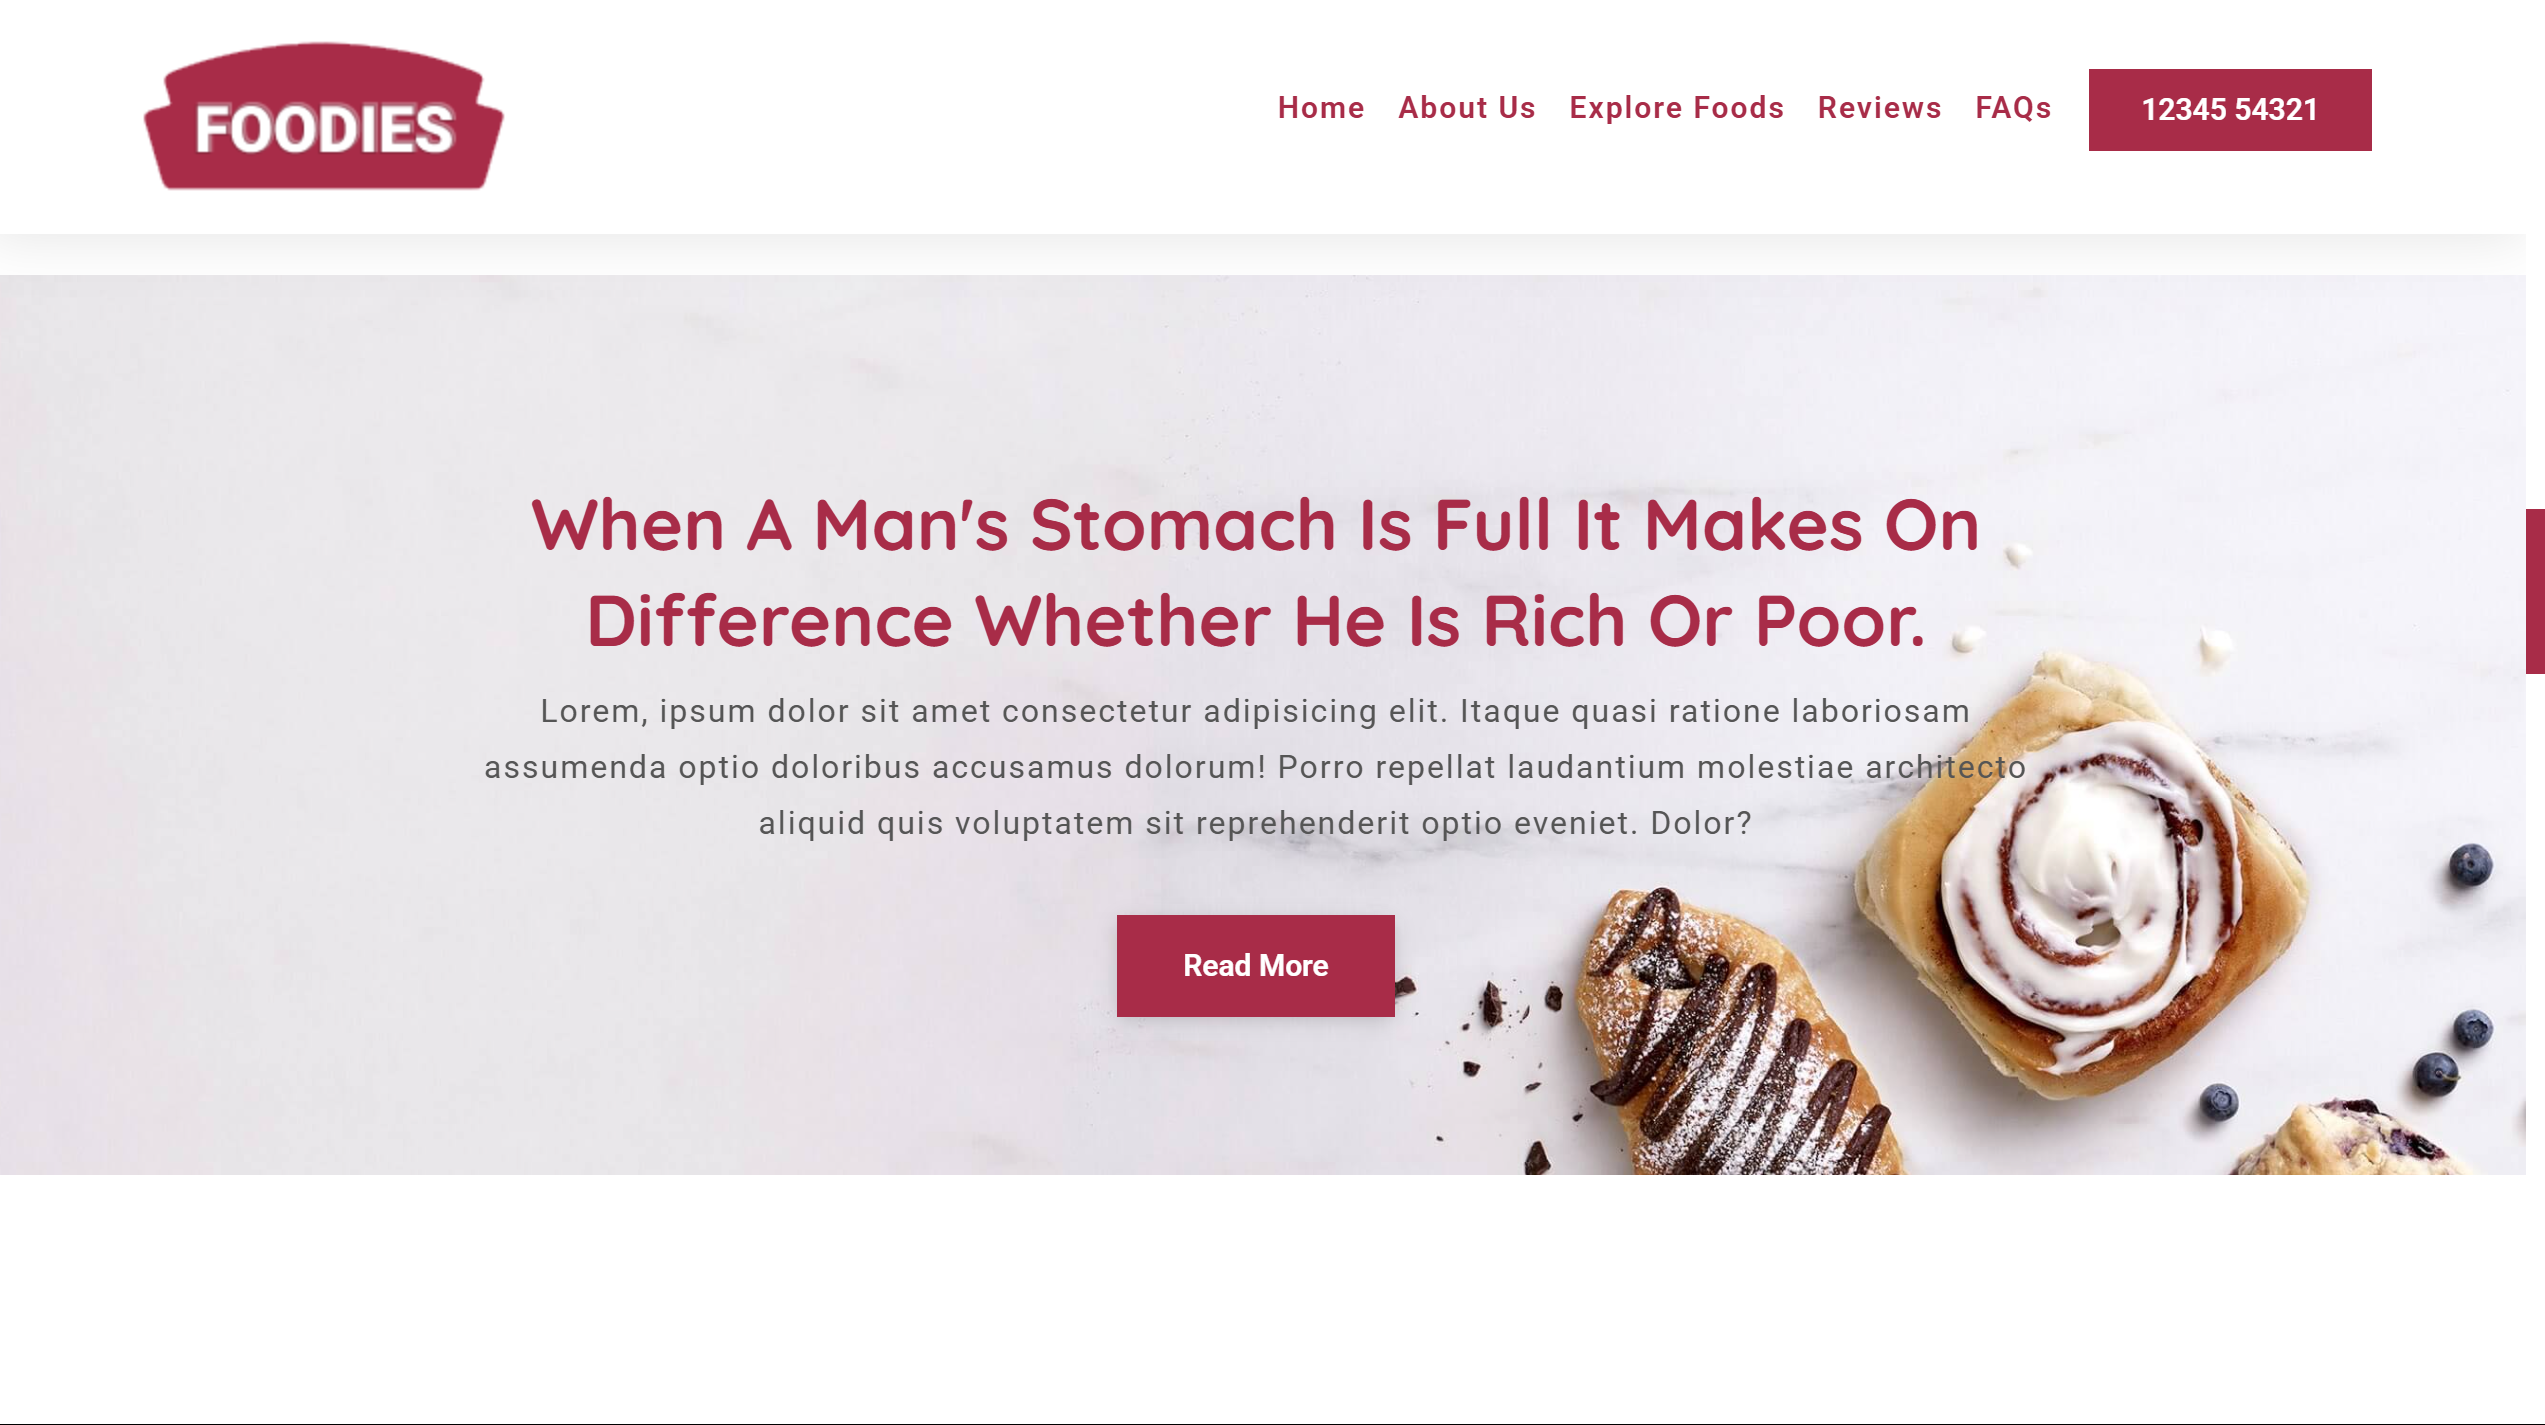 FOODIES
Home About Us Explore Foods Reviews FAQs 12345 54321
When A Man's Stomach Is Full It Makes On
Difference Whether He Is Rich Or Poor.
Lorem, ipsum dolor sit amet consectetur adipisicing elit. Itaque quasi ratione laboriosam
assumenda optio doloribus accusamus dolorum! Porro repellat laudantium molestiae architecto
aliquid quis voluptatem sit reprehenderit optio eveniet. Dolor?
Read More